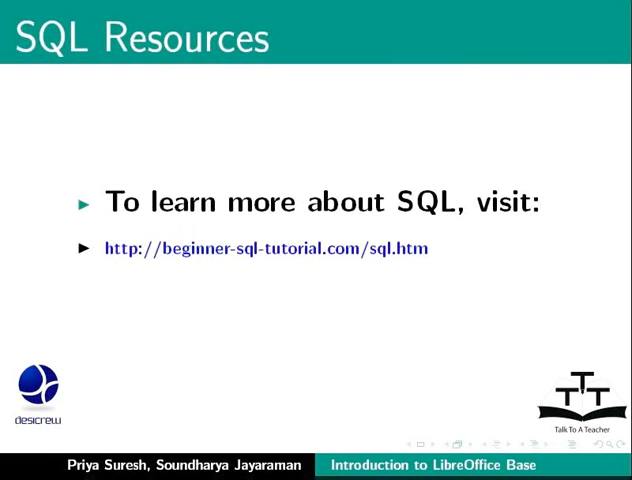 SQL Resources
To learn more about SQL, visit:
http://beginner-sql-tutorial.com/sql.htm
desicrew
TTT
Talk To A Teacher
Priya Suresh, Soundharya Jayaraman Introduction to LibreOffice Base